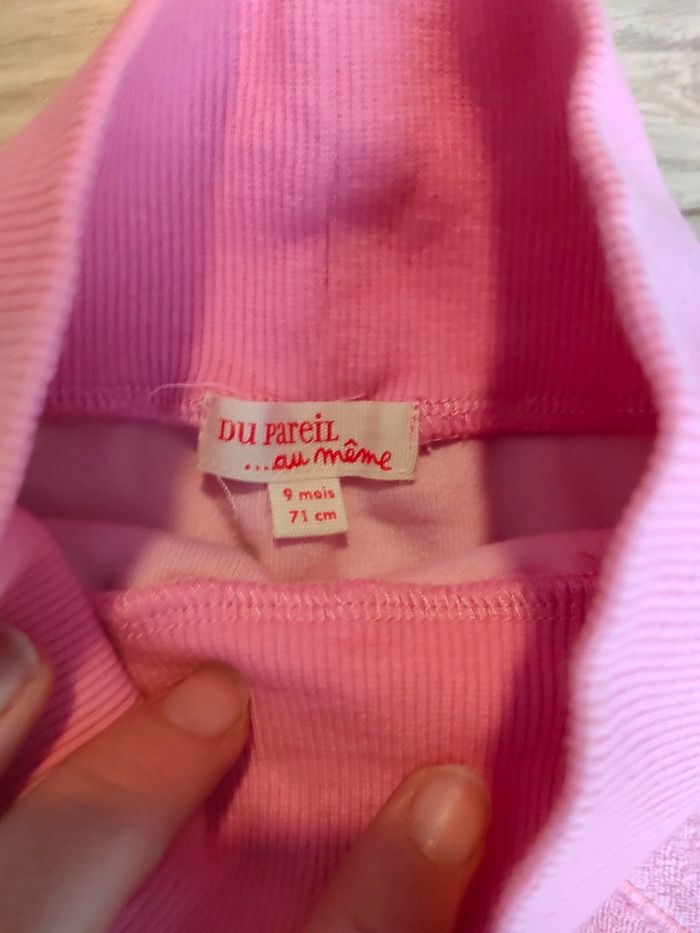 DU PAREIL
...au même
9 mois
71 cm